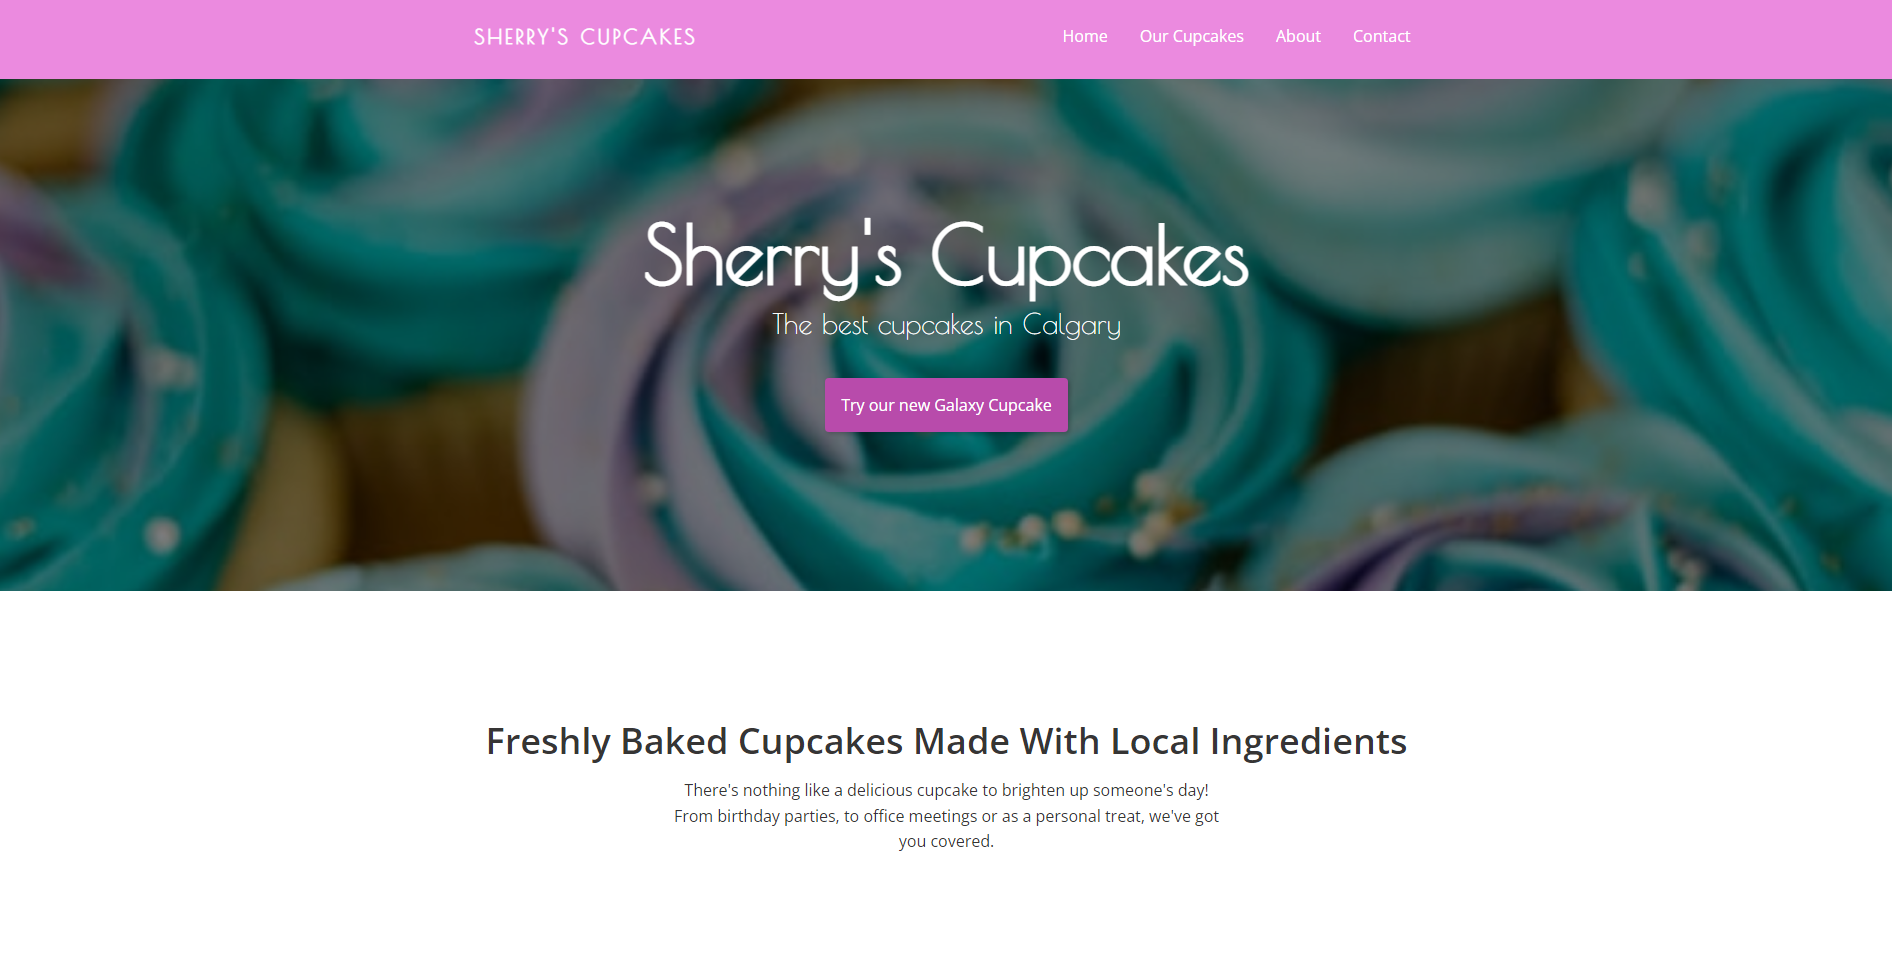 SHERRY'S CUPCAKES
Home Our Cupcakes About Contact
Sherry's Cupcakes
The best cupcakes in Calgary
Try our new Galaxy Cupcake
Freshly Baked Cupcakes Made With Local Ingredients
There's nothing like a delicious cupcake to brighten up someone's day!
From birthday parties, to office meetings or as a personal treat, we've got
you covered.